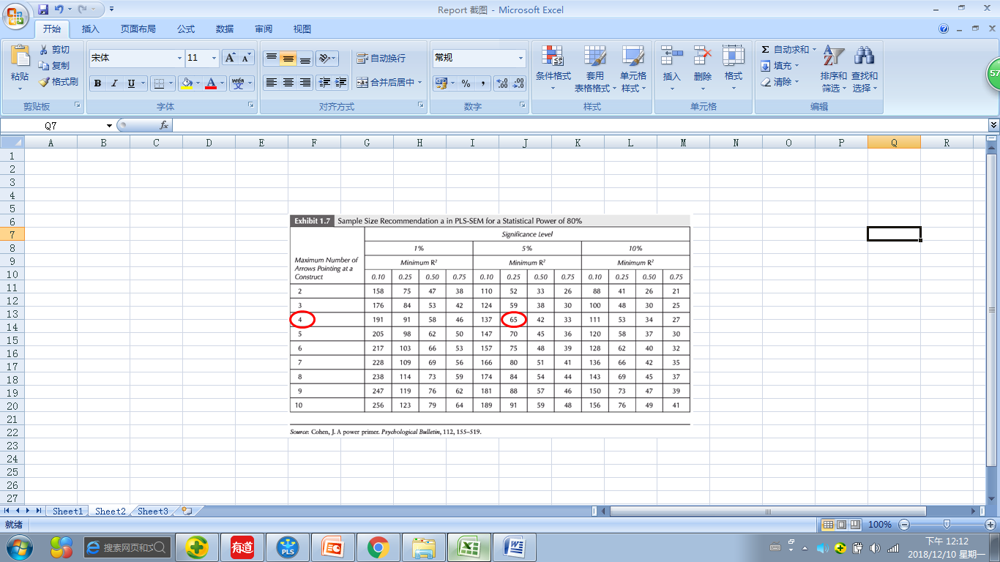 Report 截图 - Microsoft Excel
开始 插入 页面布局 公式 数据 审阅 视图
粘贴 剪切 复制 格式刷 剪贴板
宋体 11 A A B I U A wén 字体
自动换行 合并后居中 对齐方式
常规 % , .0 .00 .00 .0 数字
条件格式 套用表格格式 单元格样式 样式
插入 删除 格式 单元格
Σ 自动求和 填充 清除 排序和筛选 查找和选择 编辑
57
Q7 fx
A B C D E F G H I J K L M N O P Q R
1
2
3
4
5
6
7
8
9
10
11
12
13
14
15
16
17
18
19
20
21
22
23
24
25
26
27
Exhibit 1.7 Sample Size Recommendation a in PLS-SEM for a Statistical Power of 80%
Significance Level
1% 5% 10%
Maximum Number of Arrows Pointing at a Construct
Minimum R² Minimum R² Minimum R²
0.10 0.25 0.50 0.75 0.10 0.25 0.50 0.75 0.10 0.25 0.50 0.75
2 158 75 47 38 110 52 33 26 88 41 26 21
3 176 84 53 42 124 59 38 30 100 48 30 25
4 191 91 58 46 137 65 42 33 111 53 34 27
5 205 98 62 50 147 70 45 36 120 58 37 30
6 217 103 66 53 157 75 48 39 128 62 40 32
7 228 109 69 56 166 80 51 41 136 66 42 35
8 238 114 73 59 174 84 54 44 143 69 45 37
9 247 119 76 62 181 88 57 46 150 73 47 39
10 256 123 79 64 189 91 59 48 156 76 49 41
Source: Cohen, J. A power primer. Psychological Bulletin, 112, 155–519.
Sheet1 Sheet2 Sheet3
就绪 100%
搜索网页和文 有道 PLS
下午 12:12
2018/12/10 星期一